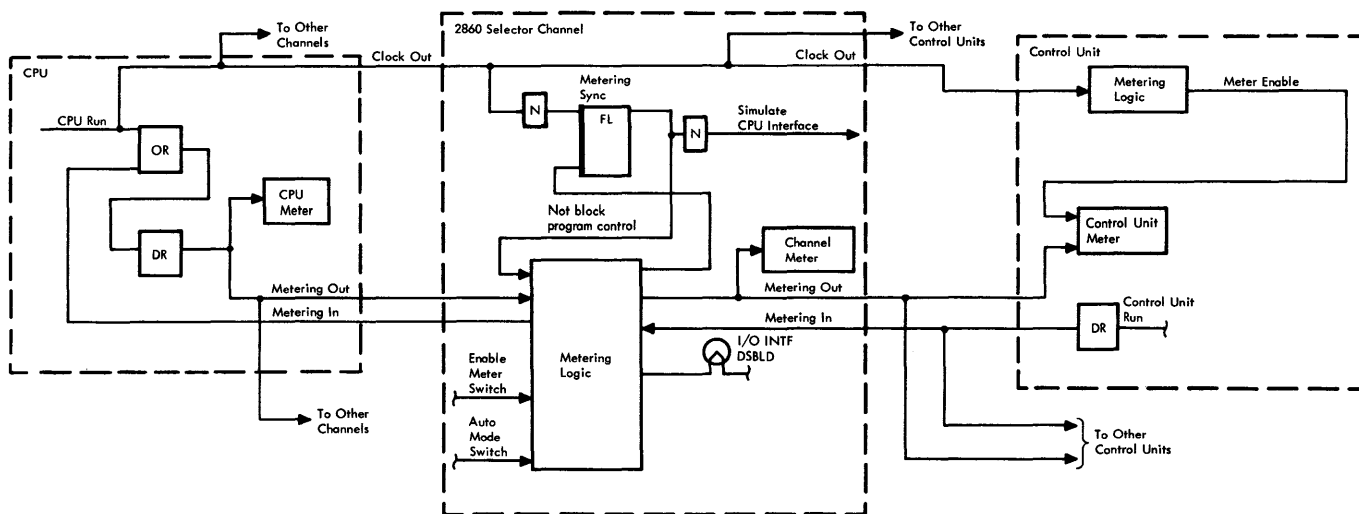 To Other
Channels
CPU
CPU Run
OR
DR
CPU
Meter
Clock Out
Metering Out
Metering In
To Other
Channels
2860 Selector Channel
To Other
Control Units
Clock Out
Metering
Sync
N
FL
N
Simulate
CPU Interface
Not block
program control
Channel
Meter
Metering Out
Metering In
Metering
Logic
I/O INTF
DSBLD
Enable
Meter
Switch
Auto
Mode
Switch
Control Unit
Metering
Logic
Meter Enable
Control Unit
Meter
DR
Control Unit
Run
To Other
Control Units